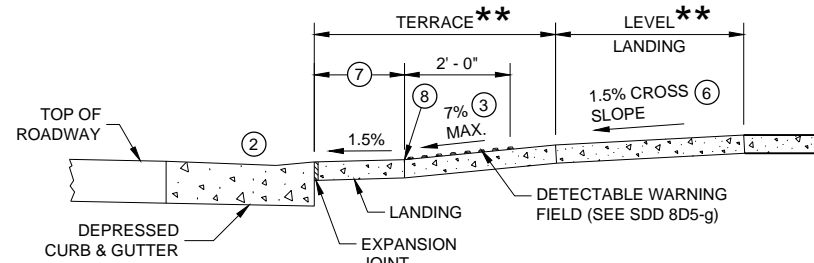 TERRACE**
LEVEL**
LANDING
7
2' - 0"
8
7% 3
MAX.
1.5% CROSS 6
SLOPE
TOP OF
ROADWAY
2
1.5%
DEPRESSED
CURB & GUTTER
LANDING
EXPANSION
JOINT
DETECTABLE WARNING
FIELD (SEE SDD 8D5-g)